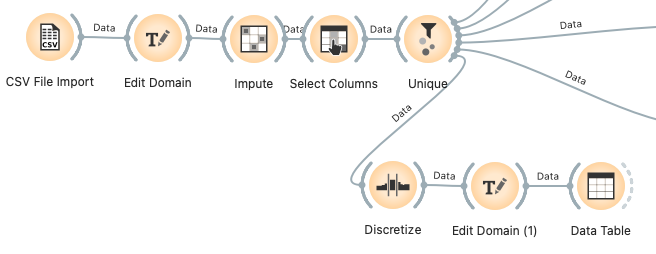 Data
Data
Data
Data
Data
CSV
T
CSV File Import
Edit Domain
Impute
Select Columns
Unique
Data
Data
Data
Data
T
Discretize
Edit Domain (1)
Data Table